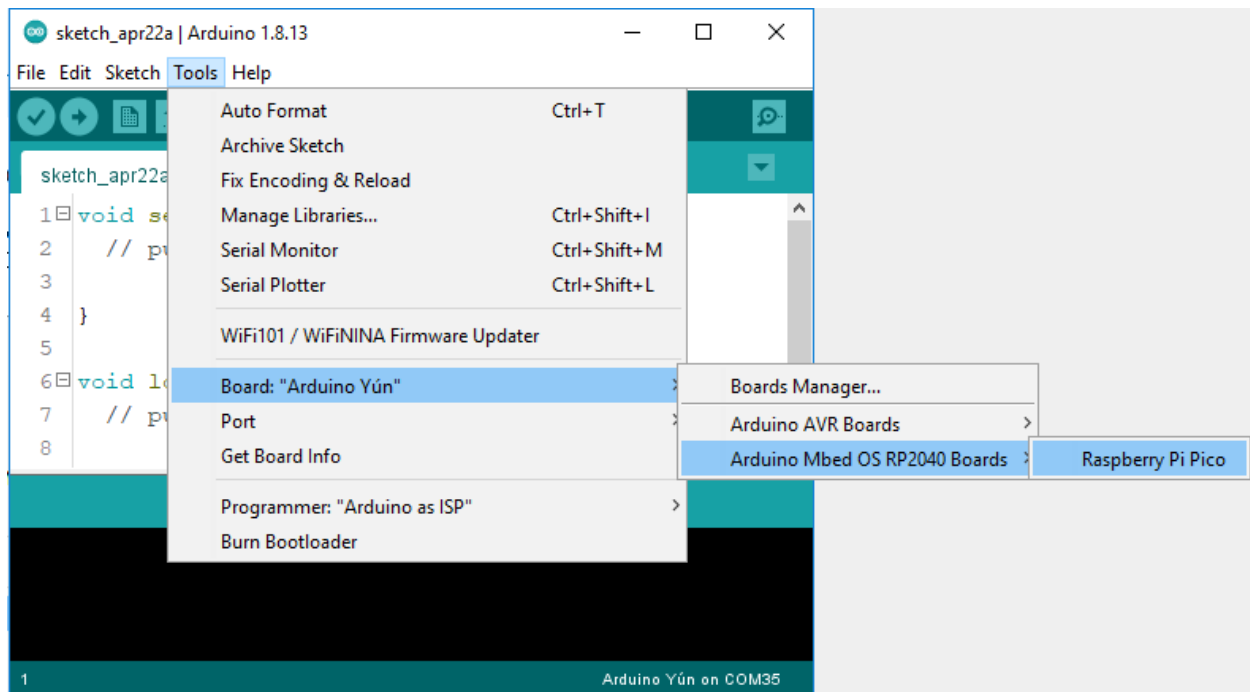 sketch_apr22a | Arduino 1.8.13
File Edit Sketch Tools Help
Auto Format Ctrl+T
Archive Sketch
sketch_apr22a
Fix Encoding & Reload
1 void se
Manage Libraries... Ctrl+Shift+I
2 // pu
Serial Monitor Ctrl+Shift+M
3
Serial Plotter Ctrl+Shift+L
4 }
WiFi101 / WiFiNINA Firmware Updater
5
6 void lo
Board: "Arduino Yún"
Boards Manager...
7 // pu
Port
Arduino AVR Boards
8
Get Board Info
Arduino Mbed OS RP2040 Boards
Raspberry Pi Pico
Programmer: "Arduino as ISP"
Burn Bootloader
1 Arduino Yún on COM35